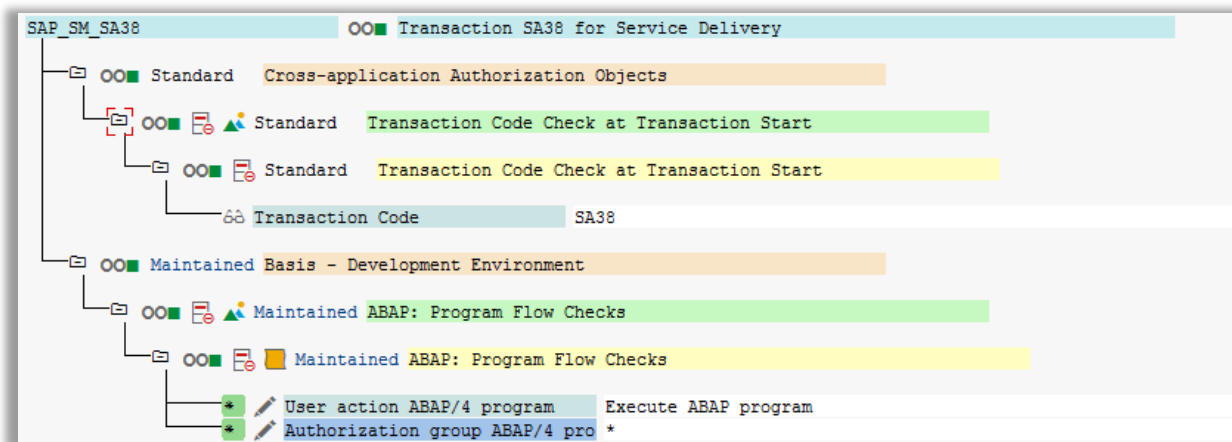 SAP_SM_SA38 Transaction SA38 for Service Delivery
Standard Cross-application Authorization Objects
Standard Transaction Code Check at Transaction Start
Standard Transaction Code Check at Transaction Start
Transaction Code SA38
Maintained Basis - Development Environment
Maintained ABAP: Program Flow Checks
Maintained ABAP: Program Flow Checks
* User action ABAP/4 program Execute ABAP program
* Authorization group ABAP/4 pro *